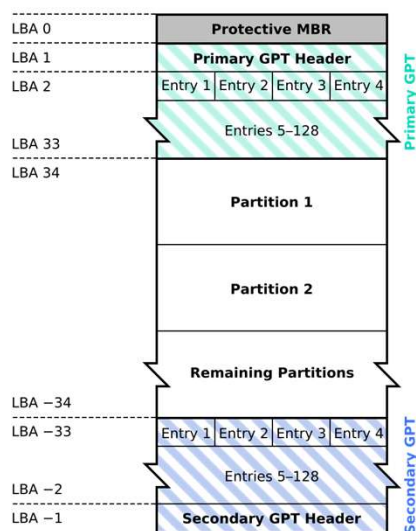 LBA 0
Protective MBR
LBA 1
Primary GPT Header
LBA 2
Entry 1 Entry 2 Entry 3 Entry 4
Entries 5–128
LBA 33
Primary GPT
LBA 34
Partition 1
Partition 2
Remaining Partitions
LBA −34
LBA −33
Entry 1 Entry 2 Entry 3 Entry 4
Entries 5–128
LBA −2
LBA −1
Secondary GPT Header
Secondary GPT